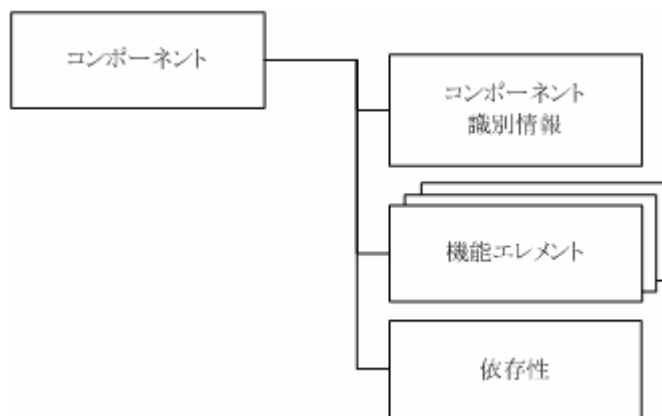 コンポーネント
コンポーネント
識別情報
機能エレメント
依存性